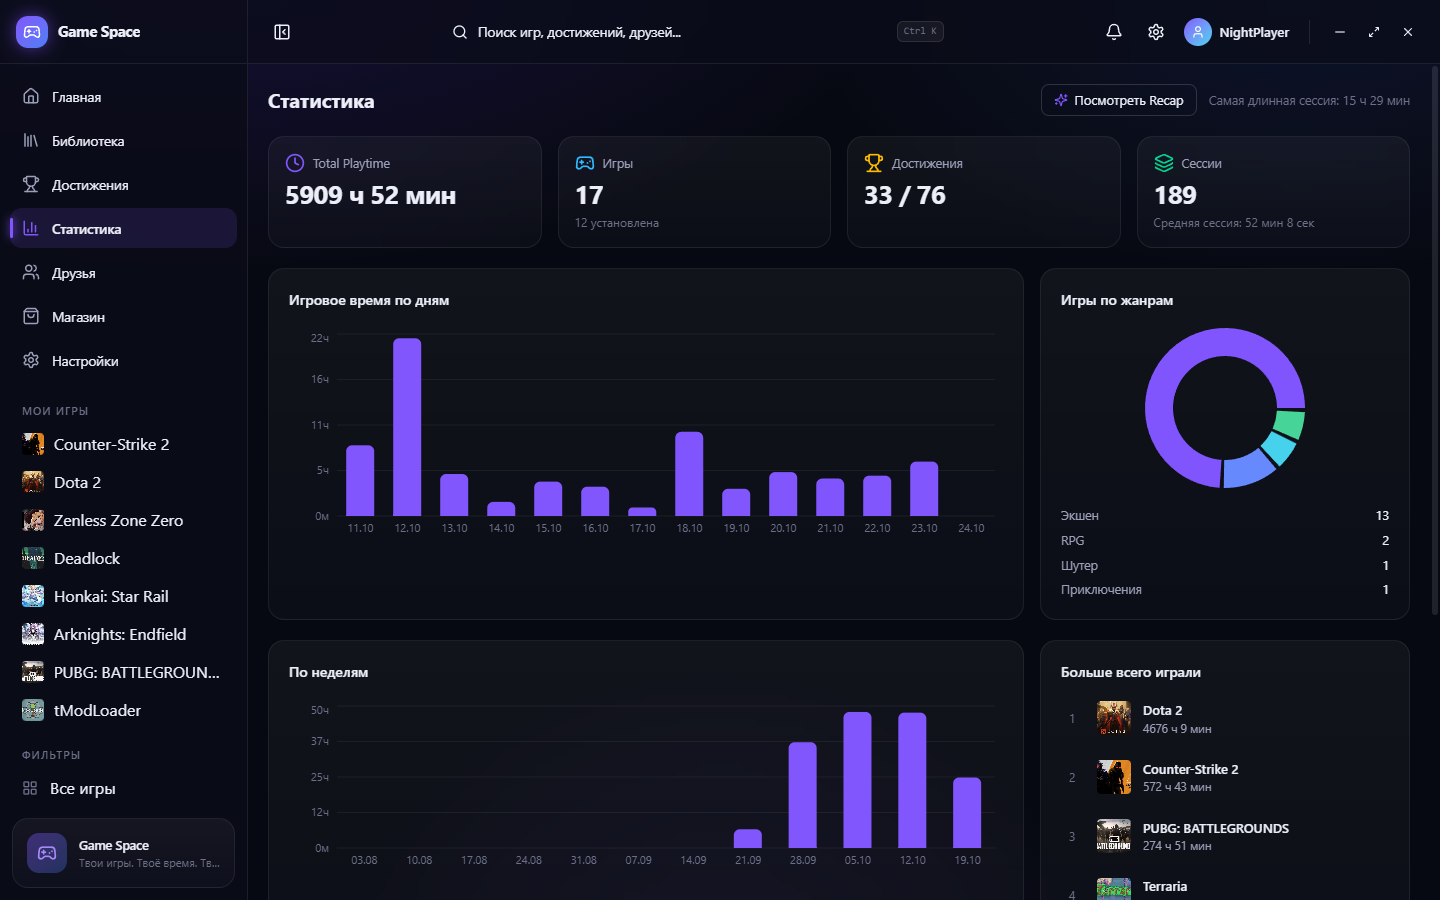 Game Space
Поиск игр, достижений, друзей...
Ctrl K
NightPlayer
Главная
Библиотека
Достижения
Статистика
Друзья
Магазин
Настройки
МОИ ИГРЫ
Counter-Strike 2
Dota 2
Zenless Zone Zero
Deadlock
Honkai: Star Rail
Arknights: Endfield
PUBG: BATTLEGROUN...
tModLoader
ФИЛЬТРЫ
Все игры
Game Space
Твои игры. Твоё время. Тв...
Статистика
Посмотреть Recap
Самая длинная сессия: 15 ч 29 мин
Total Playtime
5909 ч 52 мин
Игры
17
12 установлена
Достижения
33 / 76
Сессии
189
Средняя сессия: 52 мин 8 сек
Игровое время по дням
22ч
16ч
11ч
5ч
0м
11.10 12.10 13.10 14.10 15.10 16.10 17.10 18.10 19.10 20.10 21.10 22.10 23.10 24.10
Игры по жанрам
Экшен 13
RPG 2
Шутер 1
Приключения 1
По неделям
50ч
37ч
25ч
12ч
0м
03.08 10.08 17.08 24.08 31.08 07.09 14.09 21.09 28.09 05.10 12.10 19.10
Больше всего играли
1
Dota 2
4676 ч 9 мин
2
Counter-Strike 2
572 ч 43 мин
3
PUBG: BATTLEGROUNDS
274 ч 51 мин
4
Terraria